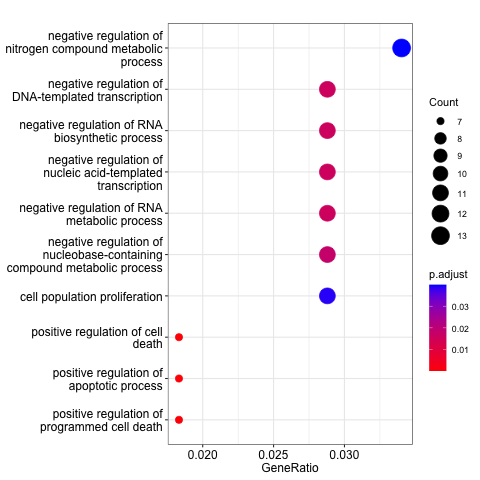 negative regulation of
nitrogen compound metabolic
process
negative regulation of
DNA-templated transcription
negative regulation of RNA
biosynthetic process
negative regulation of
nucleic acid-templated
transcription
negative regulation of RNA
metabolic process
negative regulation of
nucleobase-containing
compound metabolic process
cell population proliferation
positive regulation of cell
death
positive regulation of
apoptotic process
positive regulation of
programmed cell death
0.020
0.025
0.030
GeneRatio
Count
7
8
9
10
11
12
13
p.adjust
0.03
0.02
0.01